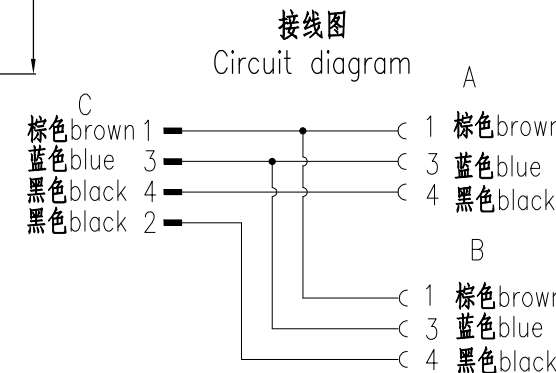 接线图
Circuit diagram
C
棕色brown 1
蓝色blue 3
黑色black 4
黑色black 2
A
1 棕色brown
3 蓝色blue
4 黑色black
B
1 棕色brown
3 蓝色blue
4 黑色black